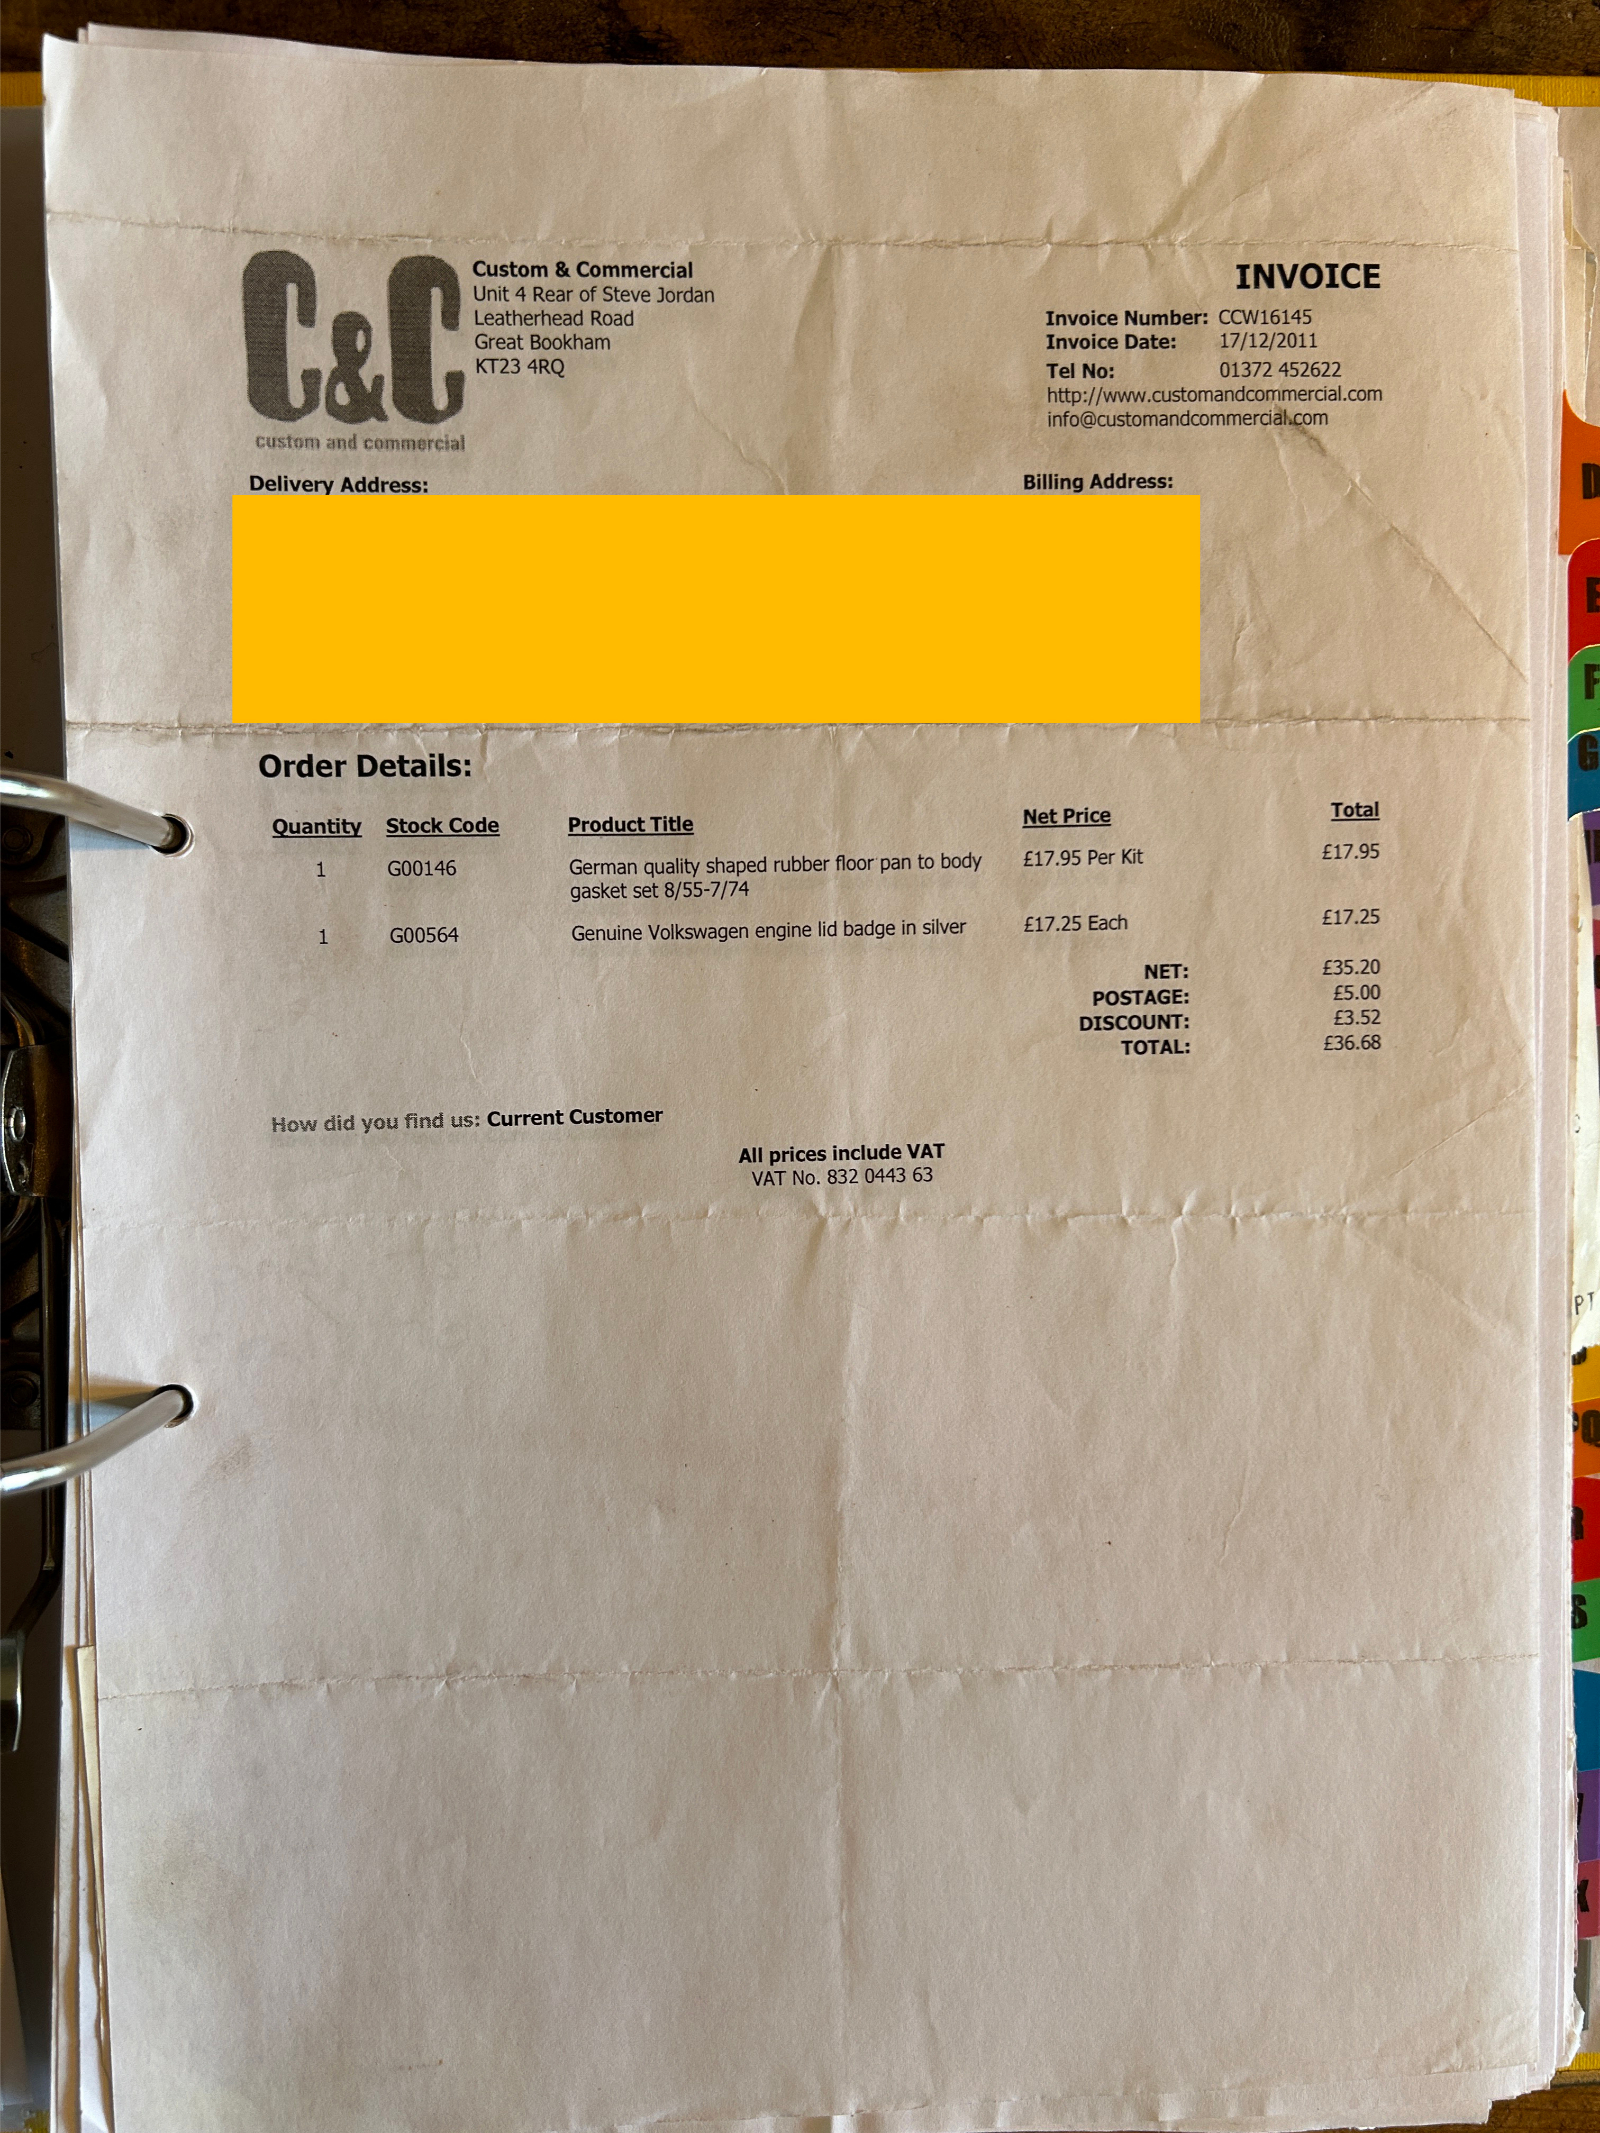 C&C
custom and commercial
Custom & Commercial
Unit 4 Rear of Steve Jordan
Leatherhead Road
Great Bookham
KT23 4RQ
INVOICE
Invoice Number: CCW16145
Invoice Date: 17/12/2011
Tel No: 01372 452622
http://www.customandcommercial.com
info@customandcommercial.com
Delivery Address:
Billing Address:
Order Details:
Quantity Stock Code Product Title Net Price Total
1 G00146 German quality shaped rubber floor pan to body £17.95 Per Kit £17.95
gasket set 8/55-7/74
1 G00564 Genuine Volkswagen engine lid badge in silver £17.25 Each £17.25
NET: £35.20
POSTAGE: £5.00
DISCOUNT: £3.52
TOTAL: £36.68
How did you find us: Current Customer
All prices include VAT
VAT No. 832 0443 63
D
E
F
G
PT
Q
R
S